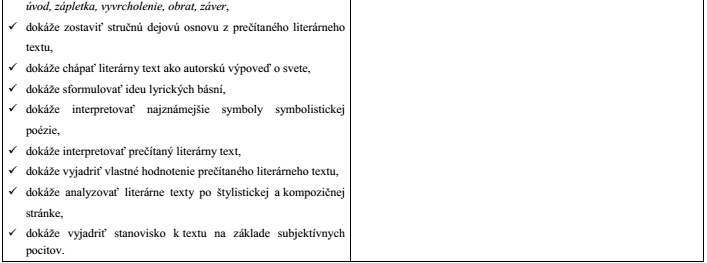 úvod, zápletka, vyvrcholenie, obrat, záver,
✓ dokáže zostaviť stručnú dejovú osnovu z prečítaného literárneho
textu,
✓ dokáže chápať literárny text ako autorskú výpoveď o svete,
✓ dokáže sformulovať ideu lyrických básní,
✓ dokáže interpretovať najznámejšie symboly symbolistickej
poézie,
✓ dokáže interpretovať prečítaný literárny text,
✓ dokáže vyjadriť vlastné hodnotenie prečítaného literárneho textu,
✓ dokáže analyzovať literárne texty po štylistickej a kompozičnej
stránke,
✓ dokáže vyjadriť stanovisko k textu na základe subjektívnych
pocitov.